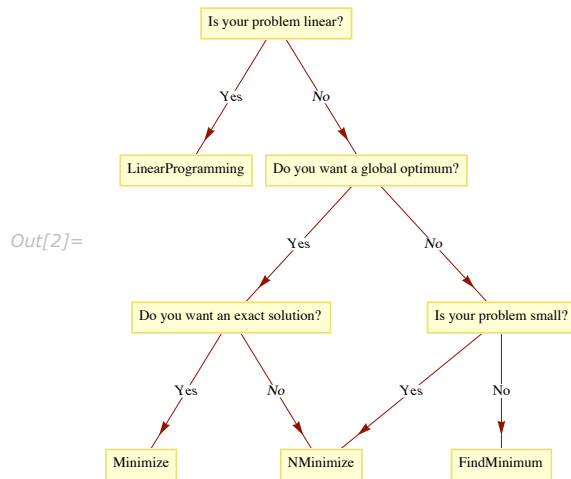 Is your problem linear?
Yes
No
LinearProgramming
Do you want a global optimum?
Out[2]=
Yes
No
Do you want an exact solution?
Is your problem small?
Yes
No
Yes
No
Minimize
NMinimize
FindMinimum